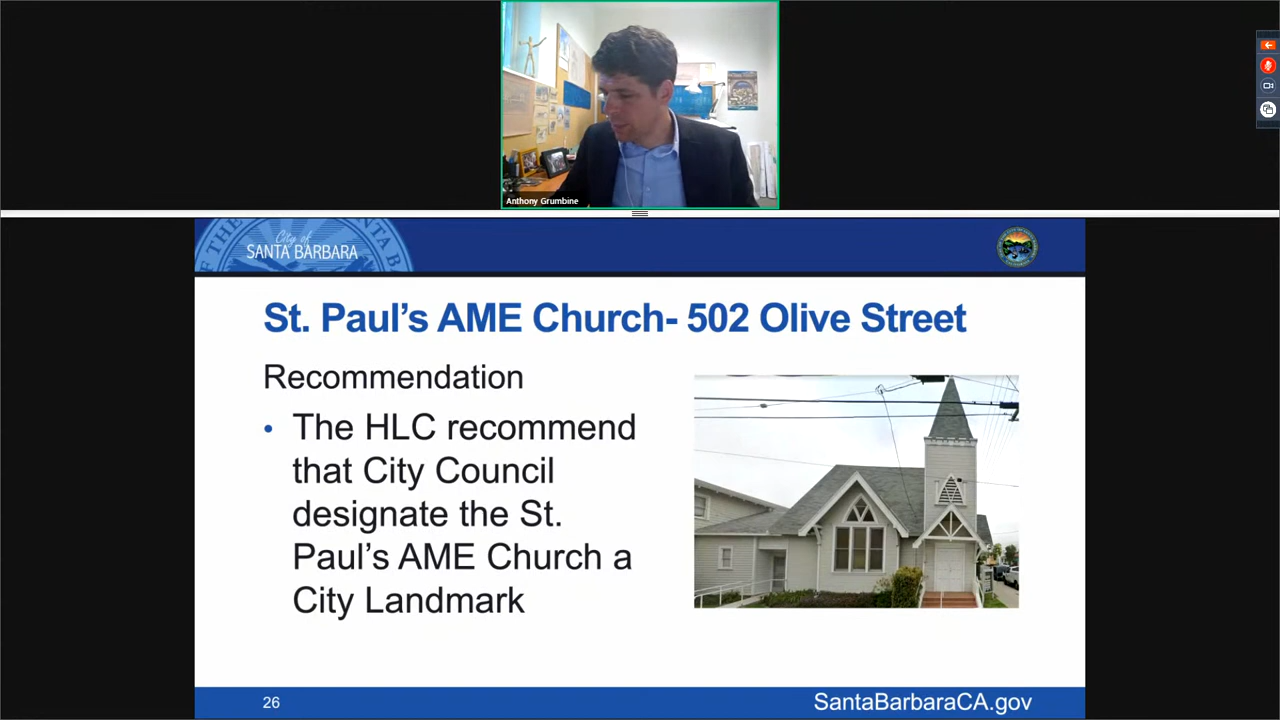 Anthony Grumbine
City of
SANTA BARBARA
St. Paul's AME Church- 502 Olive Street
Recommendation
• The HLC recommend
that City Council
designate the St.
Paul's AME Church a
City Landmark
26
SantaBarbaraCA.gov